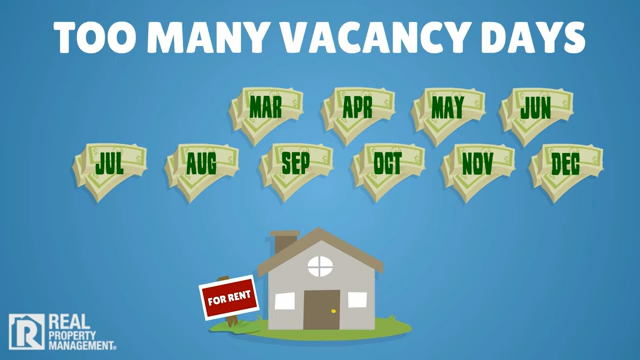 TOO MANY VACANCY DAYS
MAR APR MAY JUN
JUL AUG SEP OCT NOV DEC
FOR RENT
R REAL
PROPERTY
MANAGEMENT®